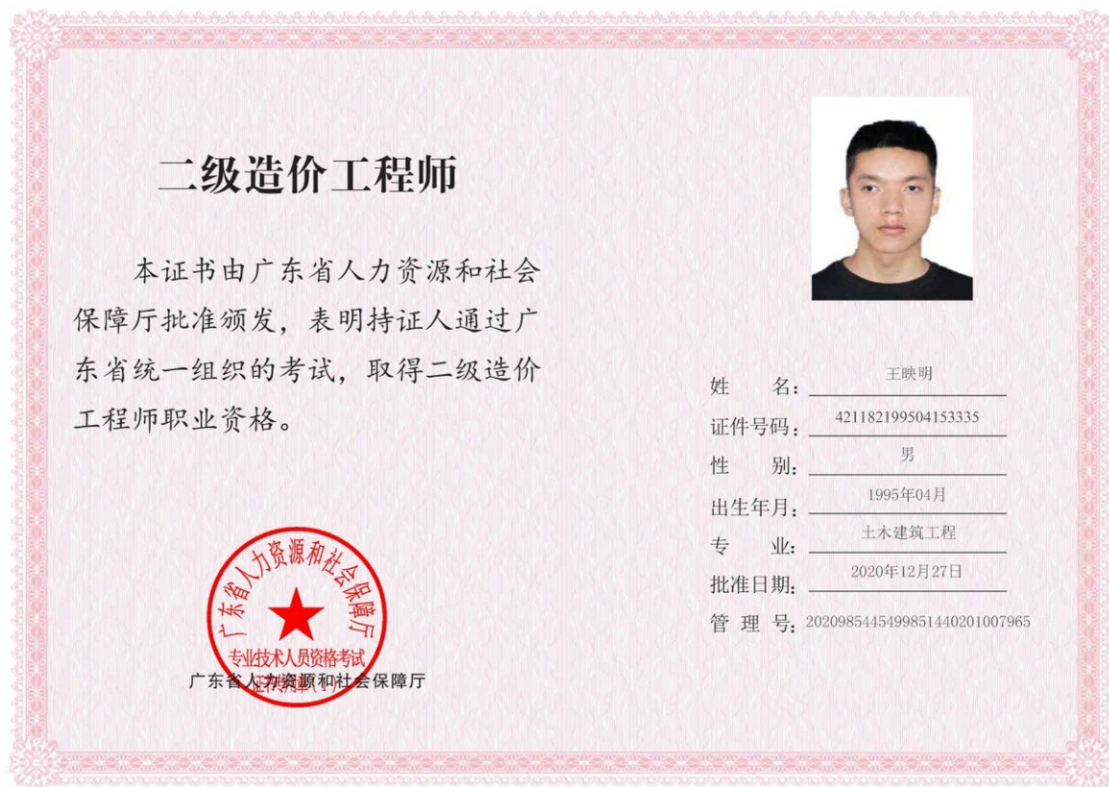 二级造价工程师
本证书由广东省人力资源和社会
保障厅批准颁发，表明持证人通过广
东省统一组织的考试，取得二级造价
工程师职业资格。
广东省人力资源和社会保障厅
专业技术人员资格考试
证书专用章(1)
广东省人力资源和社会保障厅
姓 名：王映明
证件号码：421182199504153335
性 别：男
出生年月：1995年04月
专 业：土木建筑工程
批准日期：2020年12月27日
管 理 号：2020985445499851440201007965